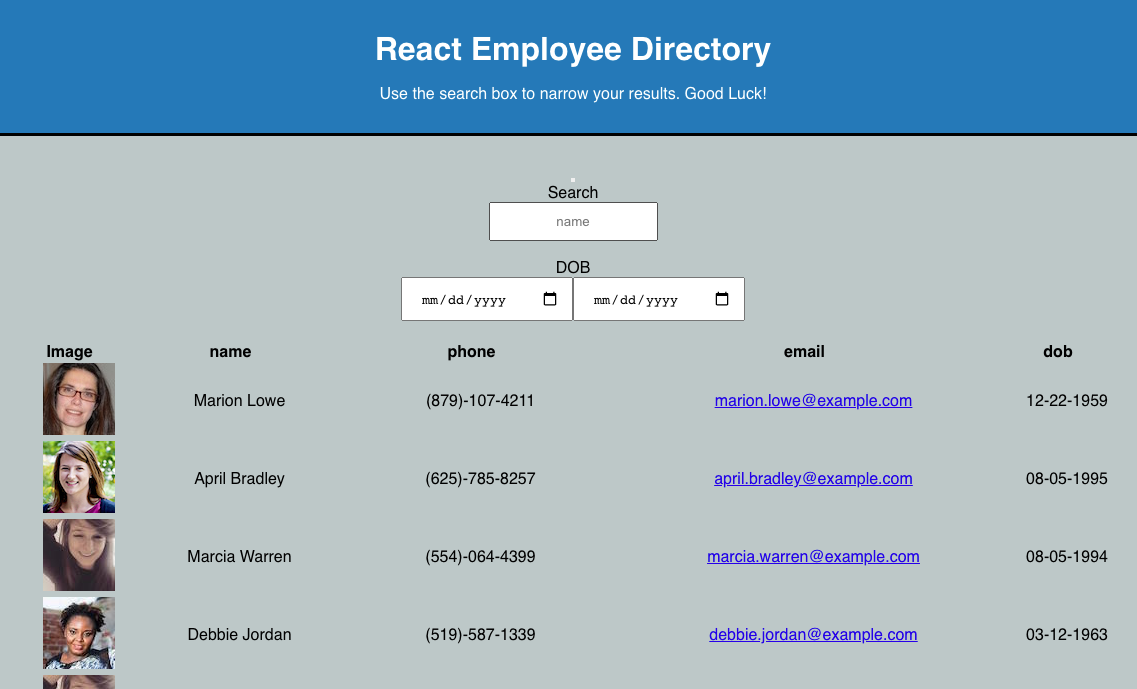 React Employee Directory
Use the search box to narrow your results. Good Luck!
Search
name
DOB
mm/dd/yyyy mm/dd/yyyy
Image name phone email dob
Marion Lowe (879)-107-4211 marion.lowe@example.com 12-22-1959
April Bradley (625)-785-8257 april.bradley@example.com 08-05-1995
Marcia Warren (554)-064-4399 marcia.warren@example.com 08-05-1994
Debbie Jordan (519)-587-1339 debbie.jordan@example.com 03-12-1963